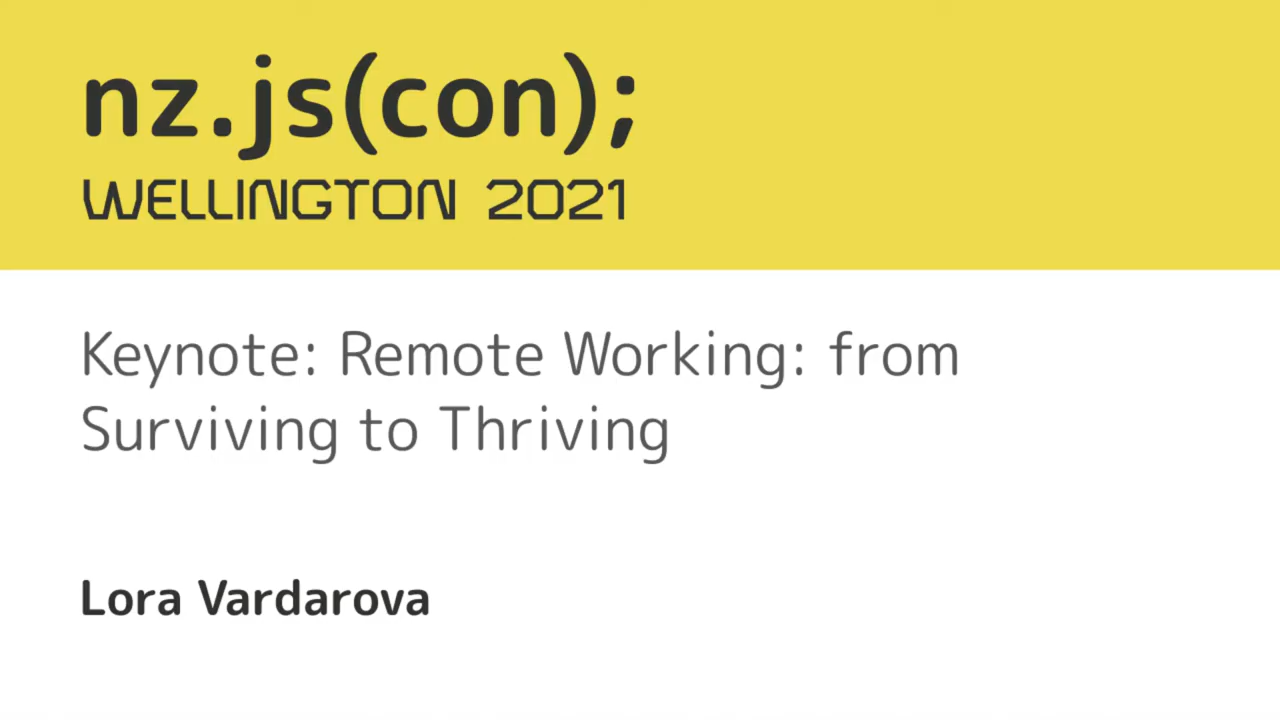 nz.js(con);
WELLINGTON 2021
Keynote: Remote Working: from
Surviving to Thriving
Lora Vardarova